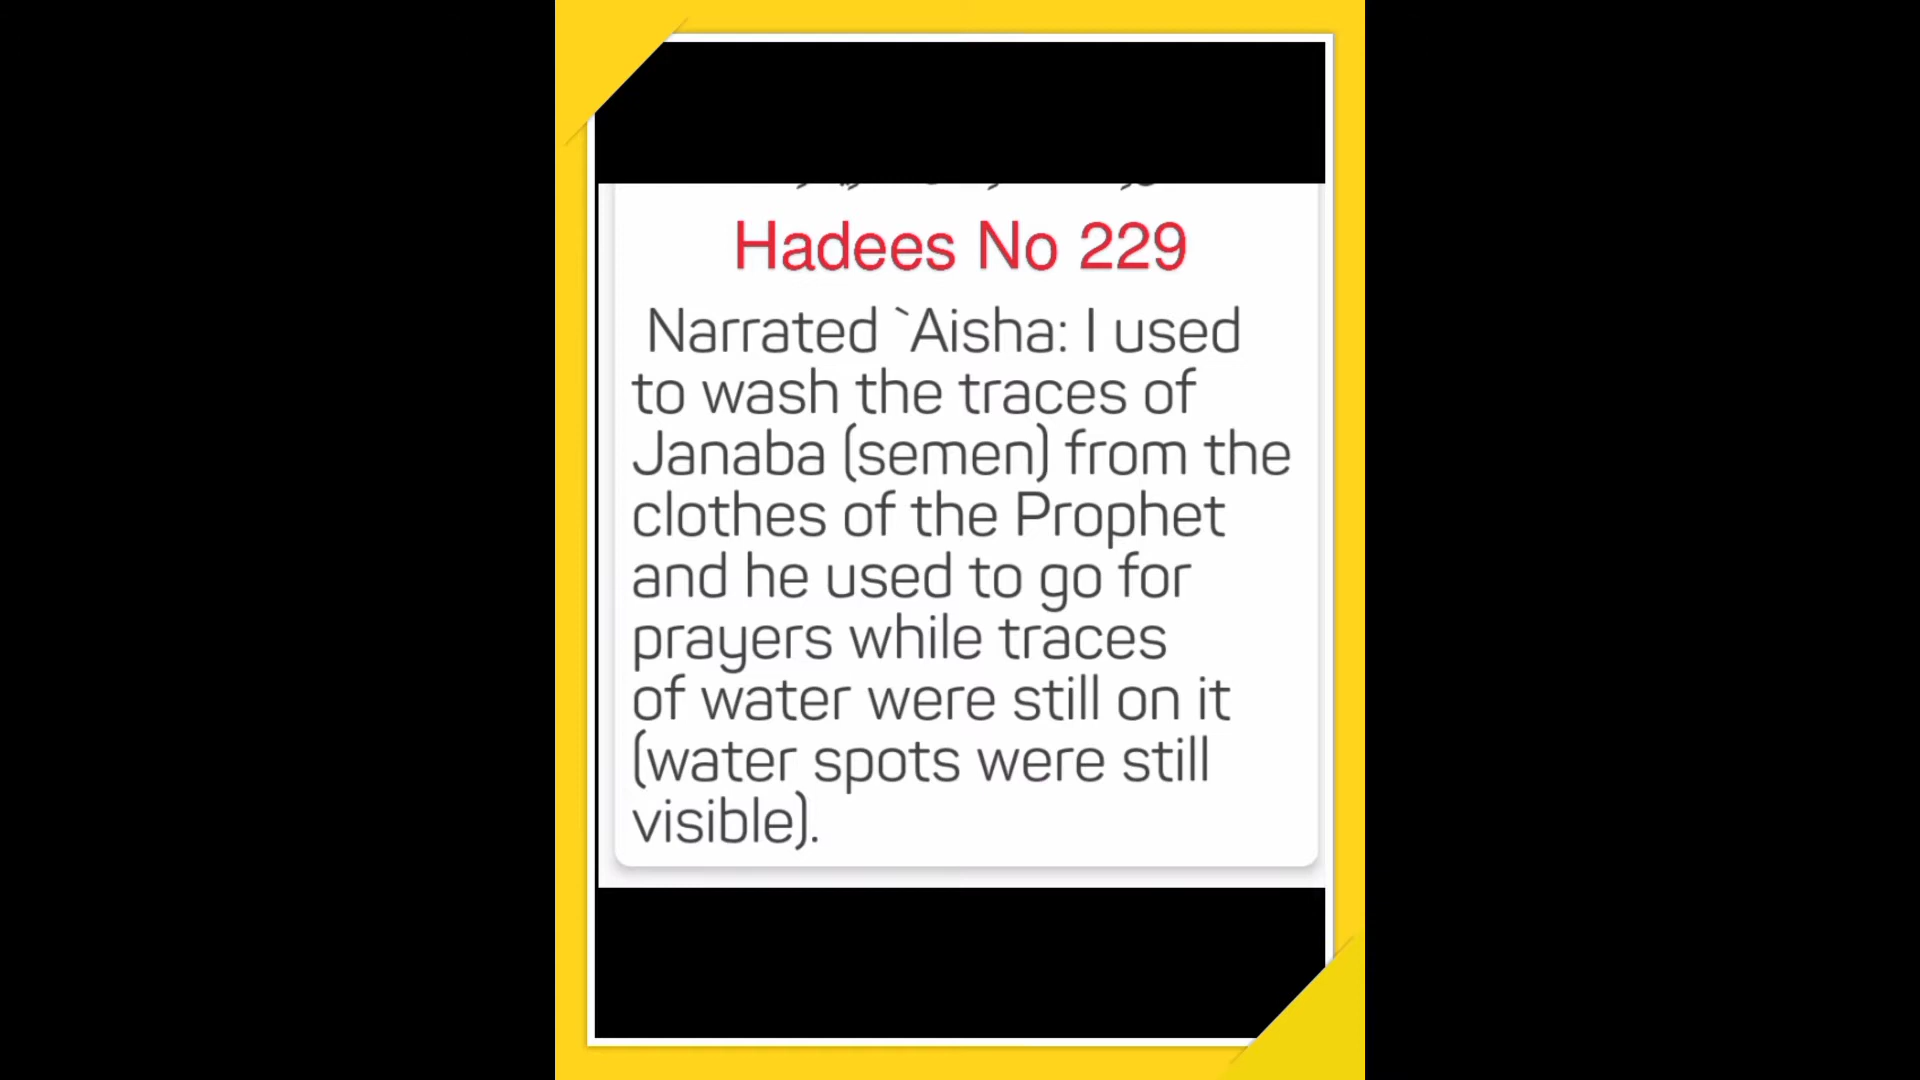 Hadees No 229
Narrated `Aisha: I used
to wash the traces of
Janaba (semen) from the
clothes of the Prophet
and he used to go for
prayers while traces
of water were still on it
(water spots were still
visible).